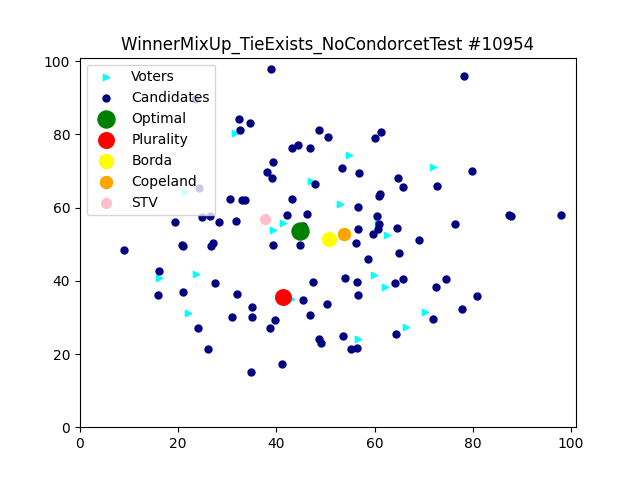 WinnerMixUp_TieExists_NoCondorcetTest #10954
100
80
60
40
20
0
Voters
Candidates
Optimal
Plurality
Borda
Copeland
STV
0 20 40 60 80 100